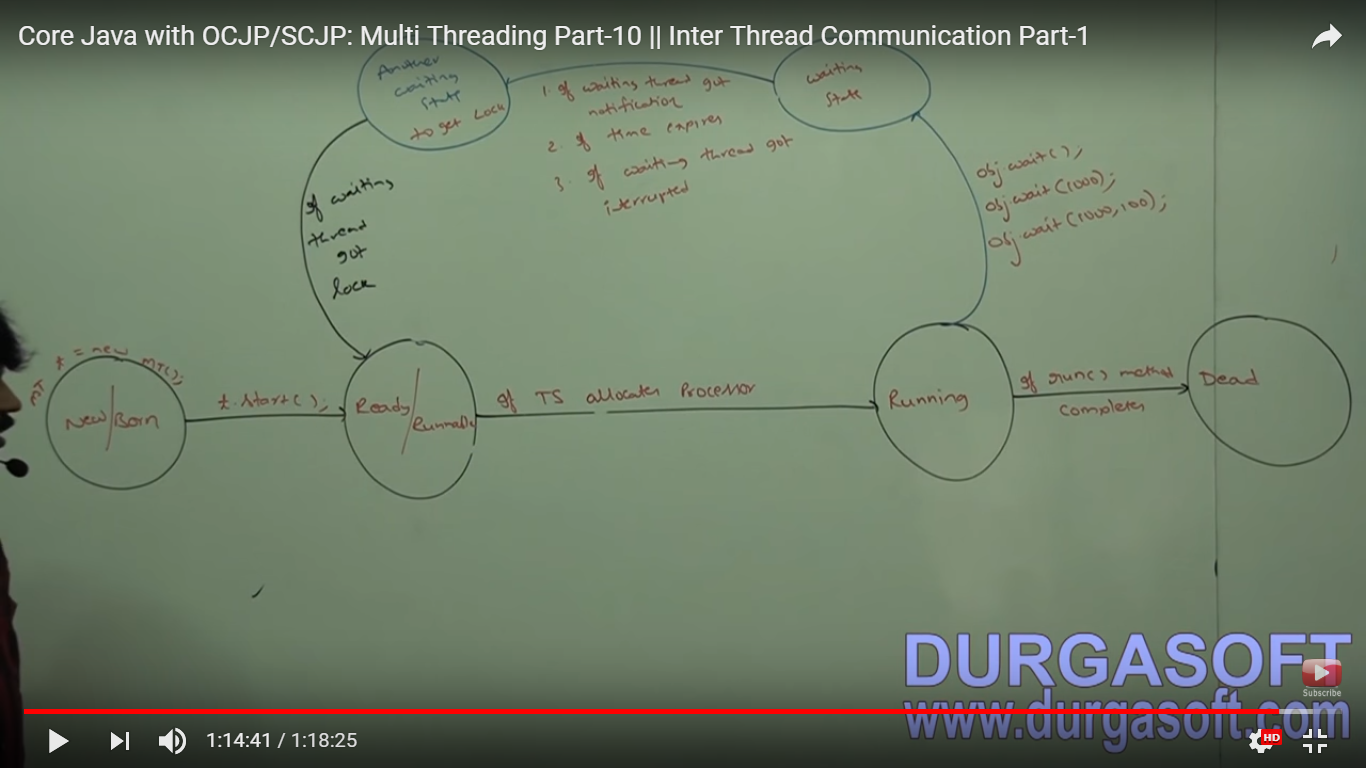 Core Java with OCJP/SCJP: Multi Threading Part-10 || Inter Thread Communication Part-1
Another
waiting
State
to get Lock
1. If waiting thread got
notification
2. If time expires
3. If waiting thread got
interrupted
waiting
State
obj.wait();
obj.wait(1000);
obj.wait(1000,100);
If waiting
thread
got
lock
MT t = new MT();
New/Born
t.start();
Ready/
Runnable
If TS allocates Processor
Running
If run() method
completes
Dead
DURGASOFT
www.durgasoft.com
Subscribe
1:14:41 / 1:18:25
HD